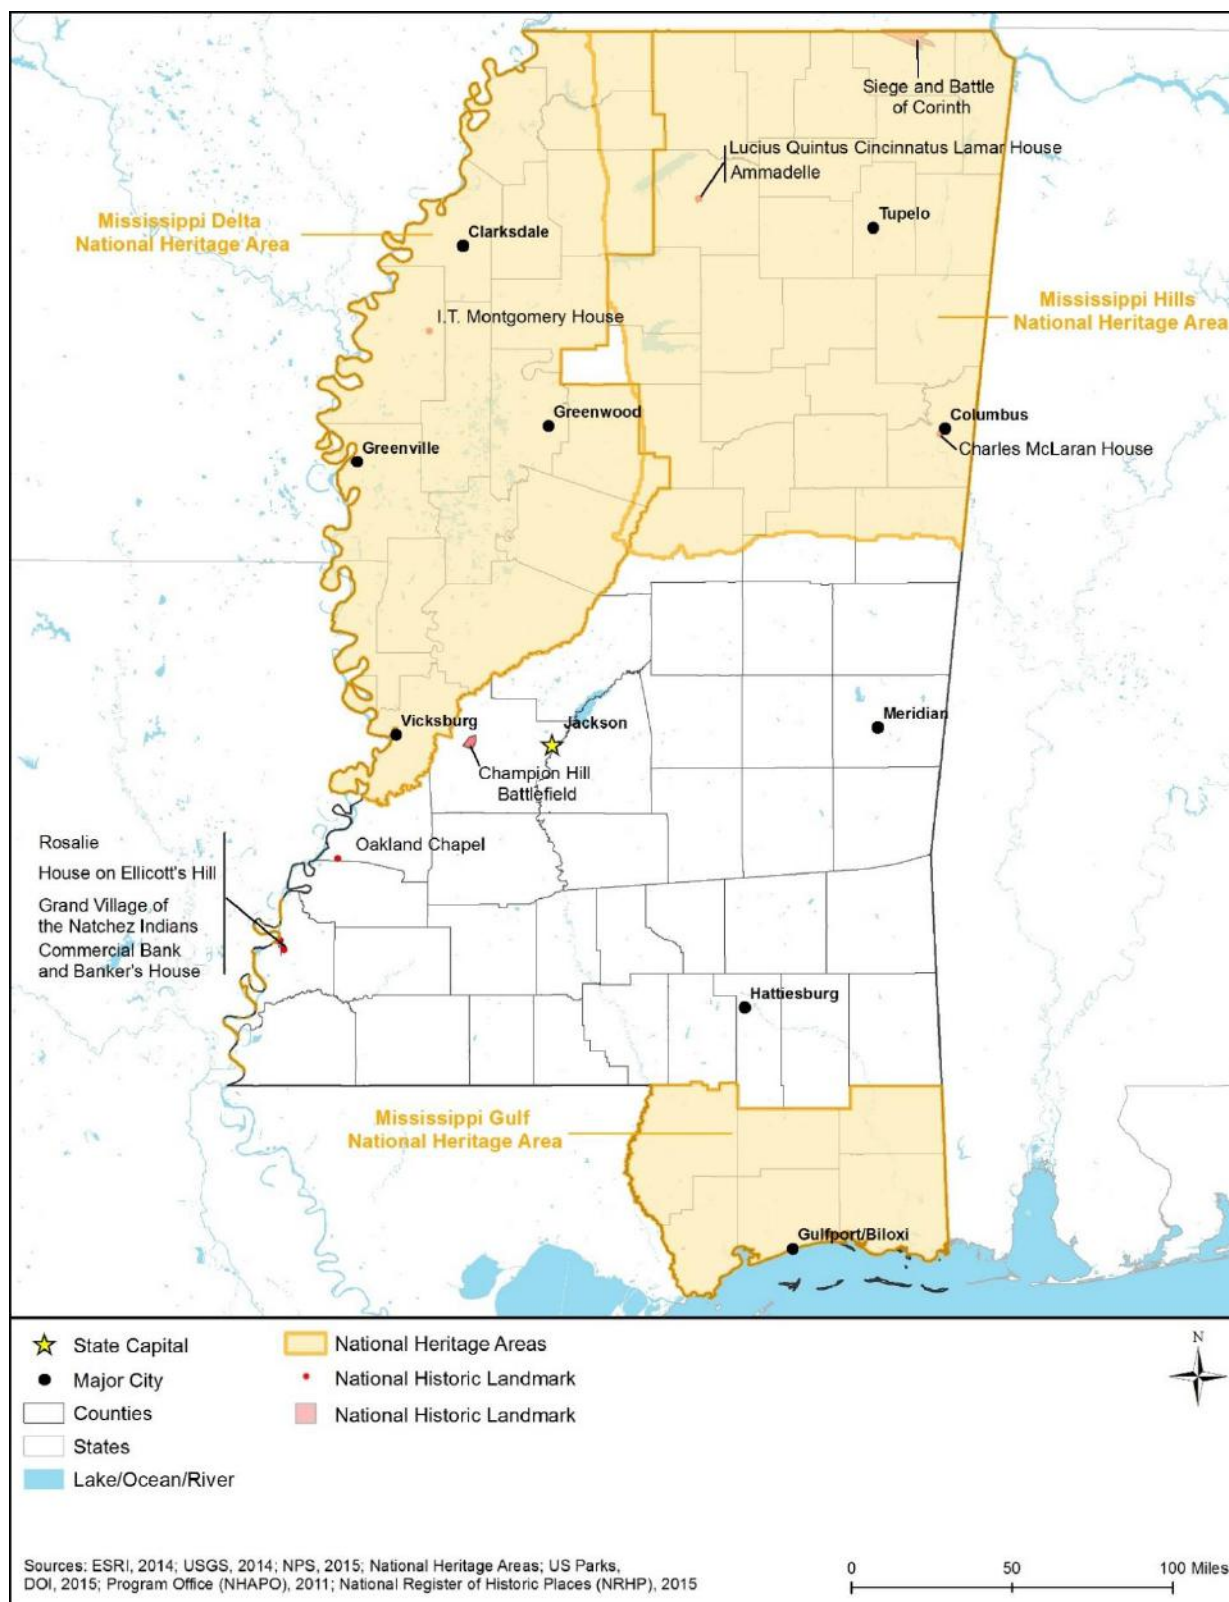 Siege and Battle
of Corinth
Lucius Quintus Cincinnatus Lamar House
Ammadelle
Tupelo
Mississippi Delta
National Heritage Area
Clarksdale
Mississippi Hills
National Heritage Area
I.T. Montgomery House
Greenwood
Columbus
Charles McLaran House
Greenville
Vicksburg
Jackson
Meridian
Champion Hill
Battlefield
Rosalie
House on Ellicott's Hill
Grand Village of
the Natchez Indians
Commercial Bank
and Banker's House
Oakland Chapel
Hattiesburg
Mississippi Gulf
National Heritage Area
Gulfport/Biloxi
State Capital
Major City
Counties
States
Lake/Ocean/River
National Heritage Areas
National Historic Landmark
National Historic Landmark
N
Sources: ESRI, 2014; USGS, 2014; NPS, 2015; National Heritage Areas; US Parks,
DOI, 2015; Program Office (NHAPO), 2011; National Register of Historic Places (NRHP), 2015
0 50 100 Miles